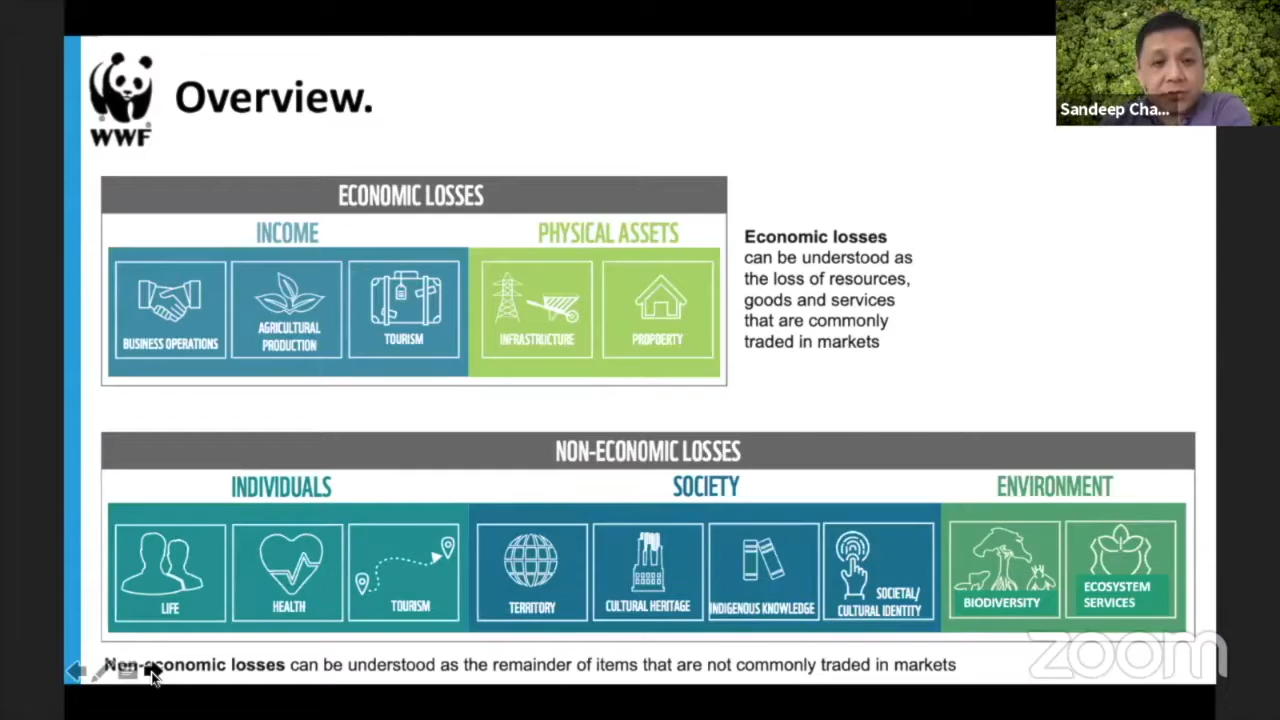 Sandeep Cha...
WWF
Overview.
ECONOMIC LOSSES
INCOME
PHYSICAL ASSETS
BUSINESS OPERATIONS
AGRICULTURAL
PRODUCTION
TOURISM
INFRASTRUCTURE
PROPOERTY
Economic losses
can be understood as
the loss of resources,
goods and services
that are commonly
traded in markets
NON-ECONOMIC LOSSES
INDIVIDUALS
SOCIETY
ENVIRONMENT
LIFE
HEALTH
TOURISM
TERRITORY
CULTURAL HERITAGE
INDIGENOUS KNOWLEDGE
SOCIETAL/
CULTURAL IDENTITY
BIODIVERSITY
ECOSYSTEM
SERVICES
Non-economic losses can be understood as the remainder of items that are not commonly traded in markets
zoom